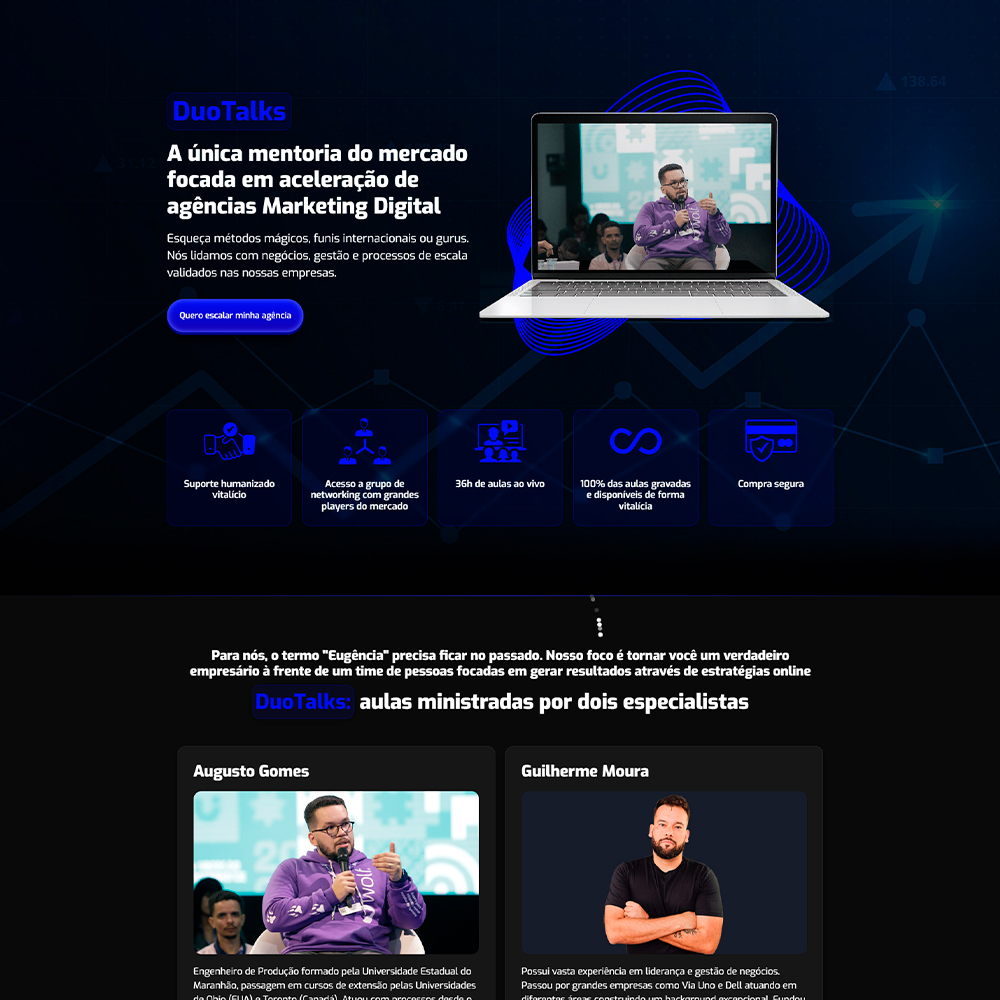 138.64
DuoTalks
A única mentoria do mercado
focada em aceleração de
agências Marketing Digital
Esqueça métodos mágicos, funis internacionais ou gurus.
Nós lidamos com negócios, gestão e processos de escala
validados nas nossas empresas.
Quero escalar minha agência
Suporte humanizado
vitalício
Acesso a grupo de
networking com grandes
players do mercado
36h de aulas ao vivo
100% das aulas gravadas
e disponíveis de forma
vitalícia
Compra segura
Para nós, o termo "Eugência" precisa ficar no passado. Nosso foco é tornar você um verdadeiro
empresário à frente de um time de pessoas focadas em gerar resultados através de estratégias online
DuoTalks: aulas ministradas por dois especialistas
Augusto Gomes
wolf
Engenheiro de Produção formado pela Universidade Estadual do
Maranhão, passagem em cursos de extensão pelas Universidades
de Ohio (EUA) e Toronto (Canadá). Atuou com processos desde o
Guilherme Moura
Possui vasta experiência em liderança e gestão de negócios.
Passou por grandes empresas como Via Uno e Dell atuando em
diferentes áreas construindo um background excepcional. Fundou